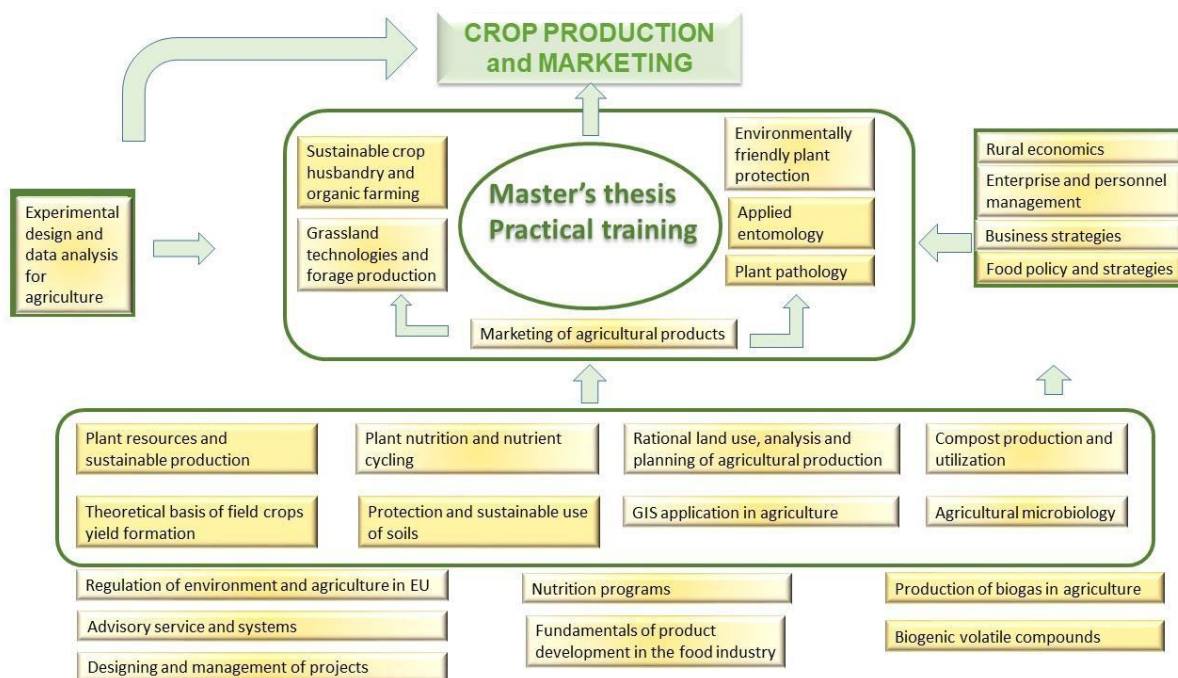 CROP PRODUCTION
and MARKETING
Experimental
design and
data analysis
for
agriculture
Sustainable crop
husbandry and
organic farming
Grassland
technologies and
forage production
Master's thesis
Practical training
Environmentally
friendly plant
protection
Applied
entomology
Plant pathology
Marketing of agricultural products
Rural economics
Enterprise and personnel
management
Business strategies
Food policy and strategies
Plant resources and
sustainable production
Plant nutrition and nutrient
cycling
Rational land use, analysis and
planning of agricultural production
Compost production and
utilization
Theoretical basis of field crops
yield formation
Protection and sustainable use
of soils
GIS application in agriculture
Agricultural microbiology
Regulation of environment and agriculture in EU
Advisory service and systems
Designing and management of projects
Nutrition programs
Fundamentals of product
development in the food industry
Production of biogas in agriculture
Biogenic volatile compounds